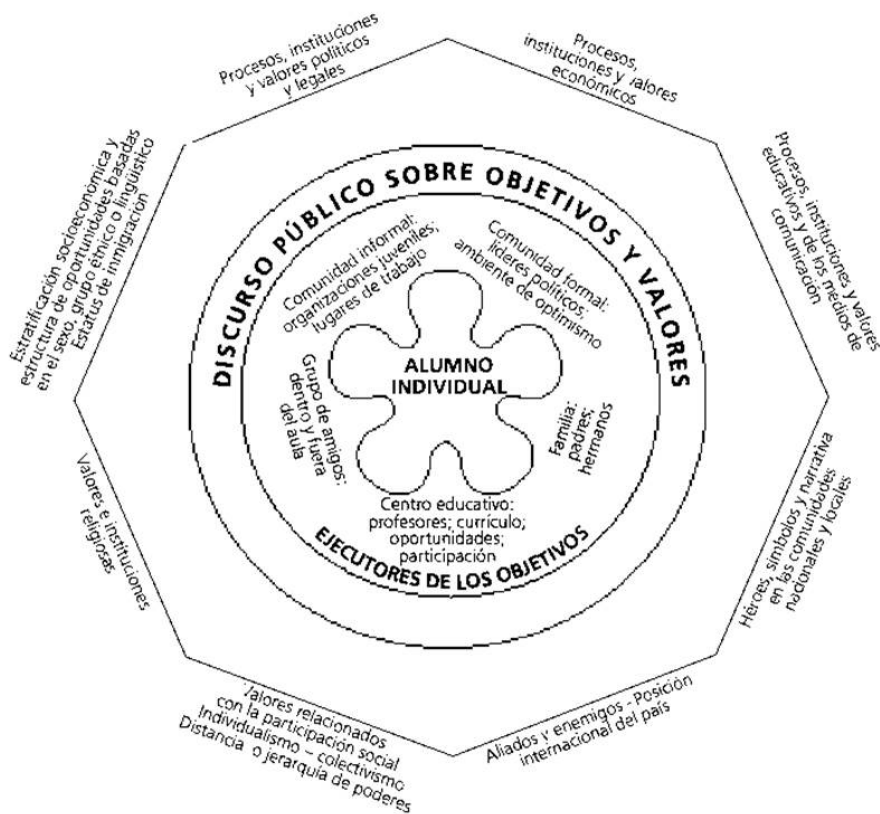 Procesos, instituciones
y valores políticos
y legales
Procesos,
instituciones y valores
económicos
Procesos, instituciones y valores
educativos y de los medios de
comunicación
Héroes, símbolos y narrativa
en las comunidades
nacionales y locales
Aliados y enemigos - Posición
internacional del país
Valores relacionados
con la participación social
Individualismo – colectivismo
Distancia o jerarquía de poderes
Valores e instituciones
religiosas
Estratificación socioeconómica y
estructura de oportunidades basadas
en el sexo, grupo étnico o lingüístico
Estatus de inmigración
DISCURSO PÚBLICO SOBRE OBJETIVOS Y VALORES
Comunidad informal:
organizaciones juveniles;
lugares de trabajo
Comunidad formal:
líderes políticos;
ambiente de optimismo
ALUMNO
INDIVIDUAL
Grupo de amigos:
dentro y fuera
del aula
Familia:
padres;
hermanos
Centro educativo:
profesores; currículo;
oportunidades;
participación
EJECUTORES DE LOS OBJETIVOS